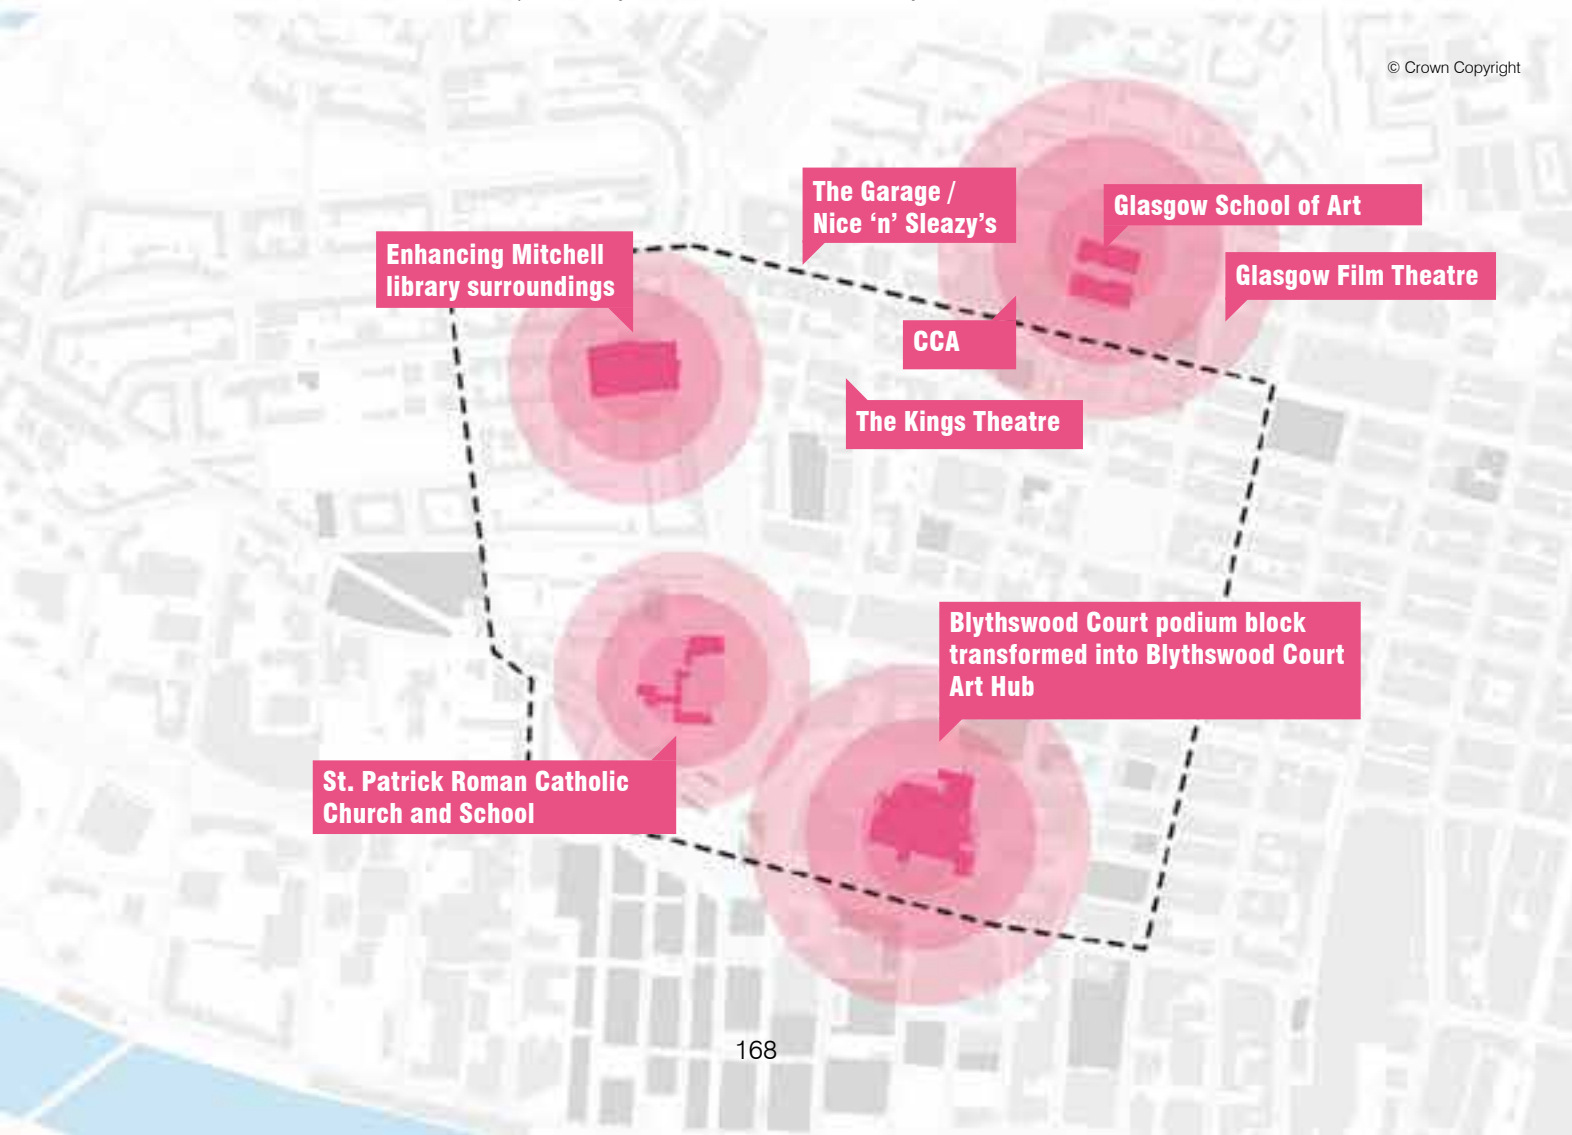 © Crown Copyright
The Garage /
Nice ‘n’ Sleazy’s
Glasgow School of Art
Enhancing Mitchell
library surroundings
Glasgow Film Theatre
CCA
The Kings Theatre
Blythswood Court podium block
transformed into Blythswood Court
Art Hub
St. Patrick Roman Catholic
Church and School
168